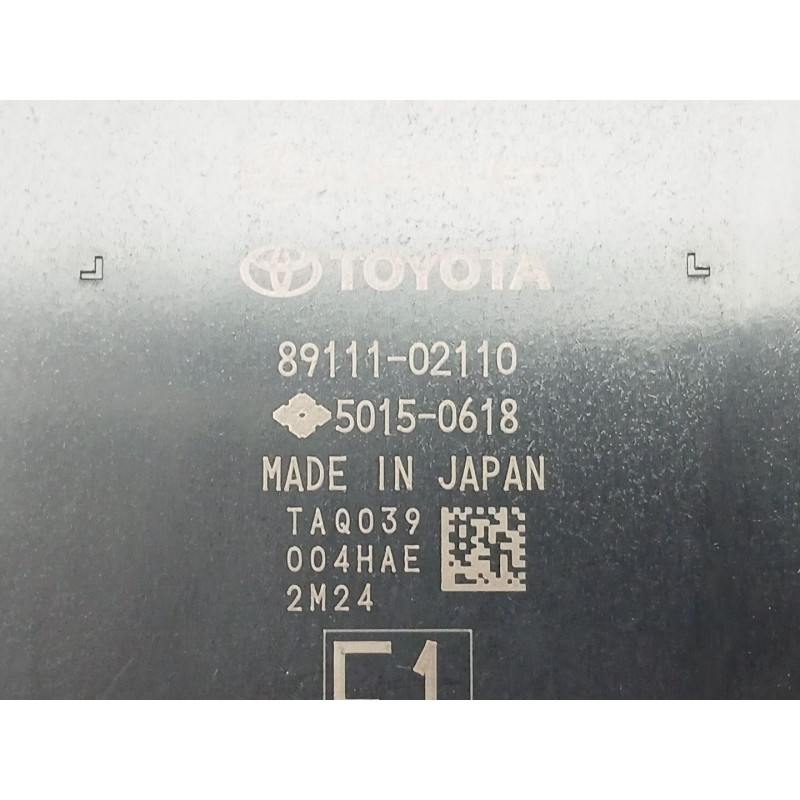 TOYOTA
89111-02110
5015-0618
MADE IN JAPAN
TAQ039
004HAE
2M24